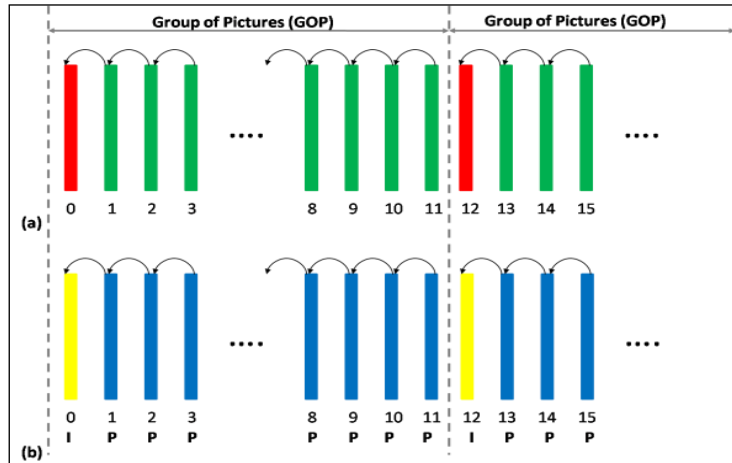 Group of Pictures (GOP) Group of Pictures (GOP)
....  ....
0 1 2 3 8 9 10 11 12 13 14 15
(a)
.... ....
0 1 2 3 8 9 10 11 12 13 14 15
I P P P P P P P I P P P
(b)